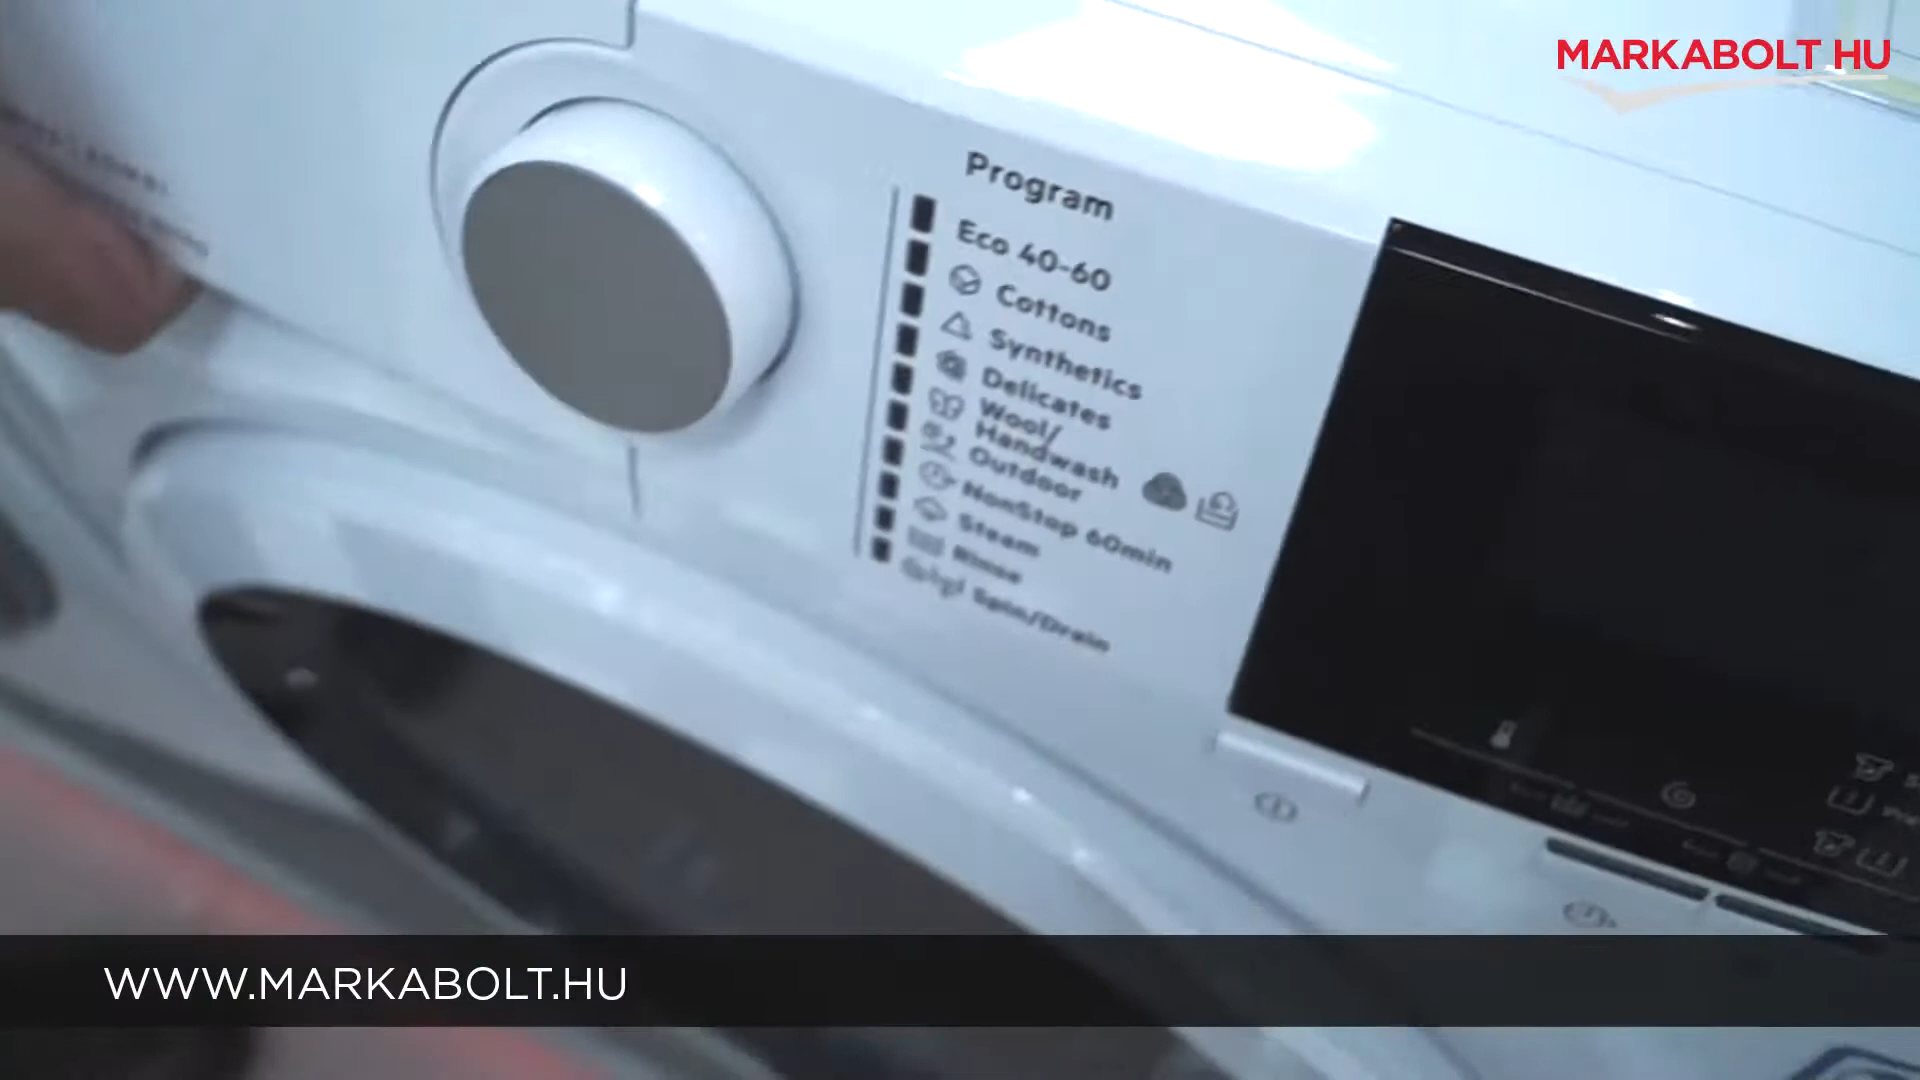 MARKABOLT HU
Program
Eco 40-60
Cottons
Synthetics
Delicates
Wool/
Handwash
Outdoor
NonStop 60min
Steam
Rinse
Spin/Drain
WWW.MARKABOLT.HU